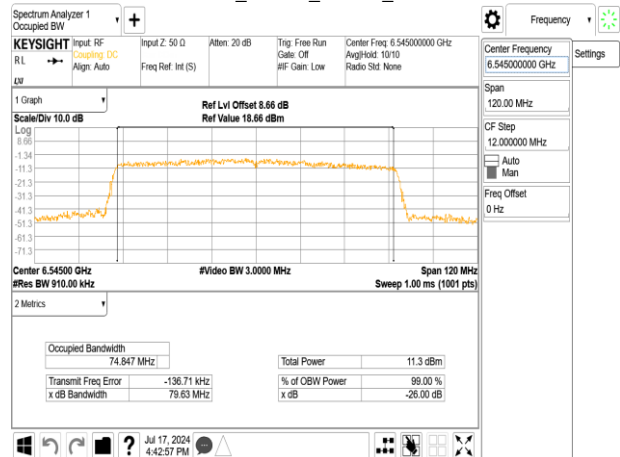 Spectrum Analyzer 1
Occupied BW
Frequency
KEYSIGHT
RL
LXI
Input: RF
Coupling: DC
Align: Auto
Input Z: 50 Ω
Freq Ref: Int (S)
Atten: 20 dB
Trig: Free Run
Gate: Off
#IF Gain: Low
Center Freq: 6.545000000 GHz
Avg|Hold: 10/10
Radio Std: None
Center Frequency
6.545000000 GHz
Settings
Span
120.00 MHz
CF Step
12.000000 MHz
Auto
Man
Freq Offset
0 Hz
1 Graph
Scale/Div 10.0 dB
Ref Lvl Offset 8.66 dB
Ref Value 18.66 dBm
Log
8.66
-1.34
-11.3
-21.3
-31.3
-41.3
-51.3
-61.3
-71.3
Center 6.54500 GHz
#Video BW 3.0000 MHz
Span 120 MHz
#Res BW 910.00 kHz
Sweep 1.00 ms (1001 pts)
2 Metrics
Occupied Bandwidth
74.847 MHz
Total Power 11.3 dBm
Transmit Freq Error -136.71 kHz
% of OBW Power 99.00 %
x dB Bandwidth 79.63 MHz
x dB -26.00 dB
Jul 17, 2024
4:42:57 PM